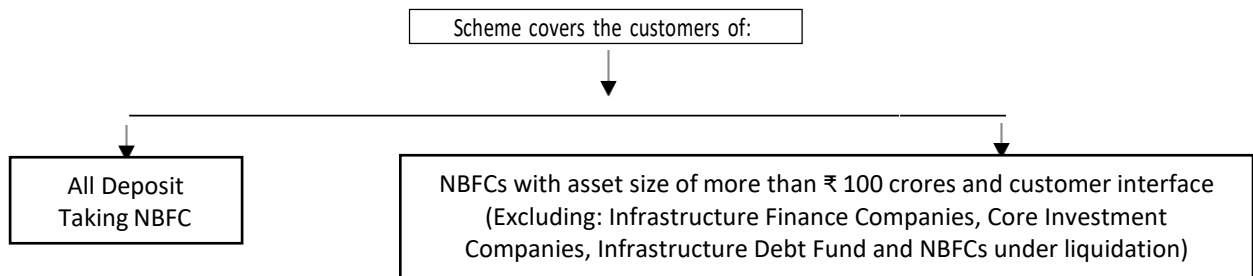 Scheme covers the customers of:
All Deposit
Taking NBFC
NBFCs with asset size of more than ₹ 100 crores and customer interface
(Excluding: Infrastructure Finance Companies, Core Investment
Companies, Infrastructure Debt Fund and NBFCs under liquidation)